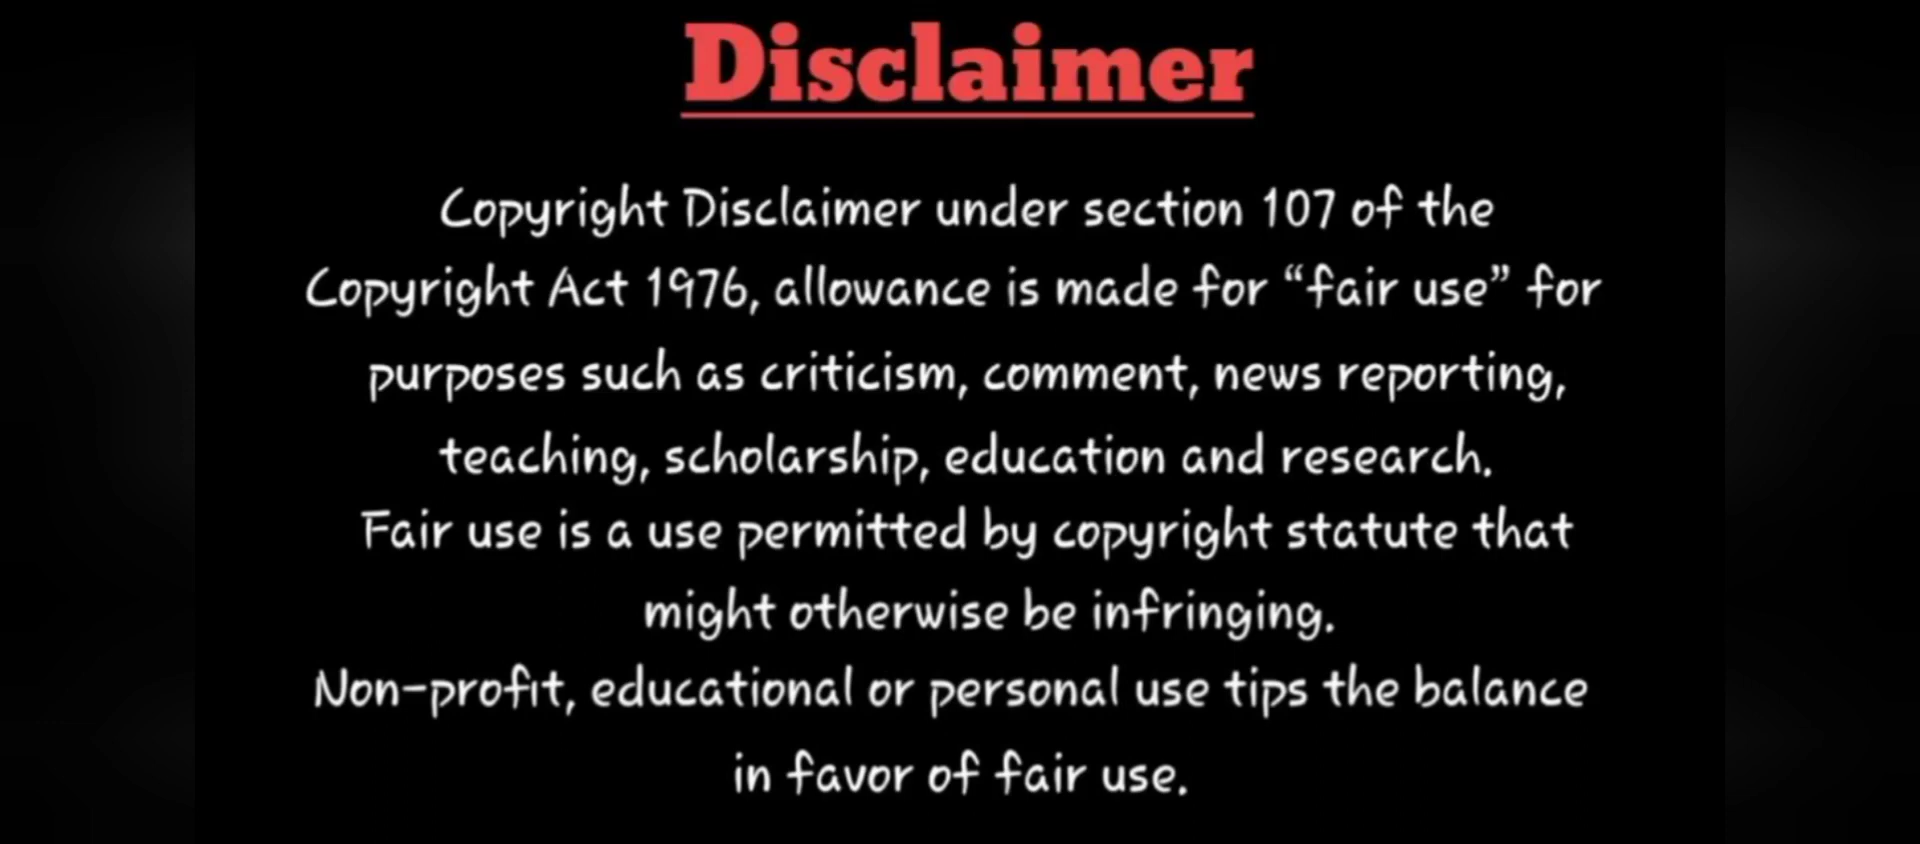 Disclaimer
Copyright Disclaimer under section 107 of the
Copyright Act 1976, allowance is made for “fair use” for
purposes such as criticism, comment, news reporting,
teaching, scholarship, education and research.
Fair use is a use permitted by copyright statute that
might otherwise be infringing.
Non-profit, educational or personal use tips the balance
in favor of fair use.